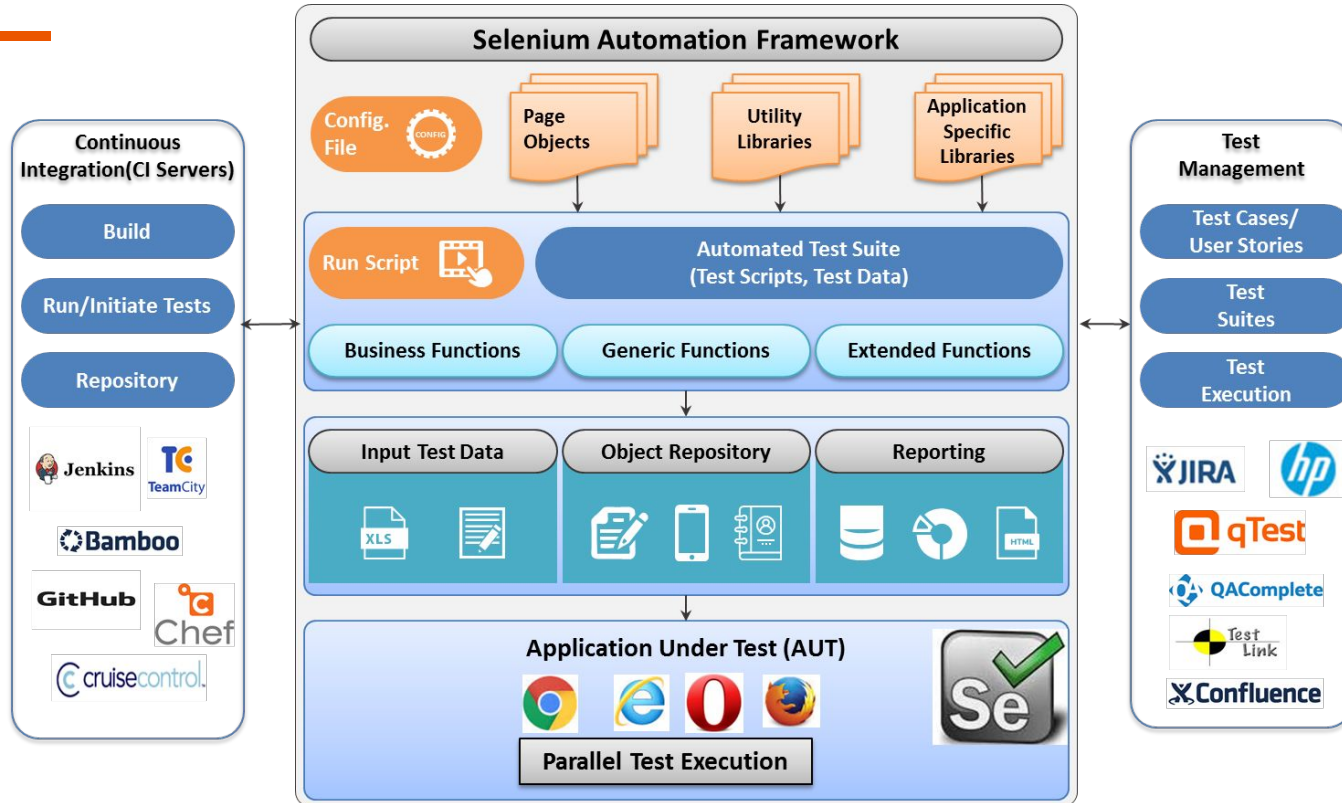 Selenium Automation Framework
Config.
File
CONFIG
Page
Objects
Utility
Libraries
Application
Specific
Libraries
Continuous
Integration(CI Servers)
Build
Run/Initiate Tests
Repository
Jenkins
TC
TeamCity
Bamboo
GitHub
C
Chef
cruisecontrol
Run Script
Automated Test Suite
(Test Scripts, Test Data)
Business Functions
Generic Functions
Extended Functions
Input Test Data
Object Repository
Reporting
XLS
HTML
Application Under Test (AUT)
Se
Parallel Test Execution
Test
Management
Test Cases/
User Stories
Test
Suites
Test
Execution
JIRA
hp
qTest
QA
QAComplete
Test
Link
Confluence